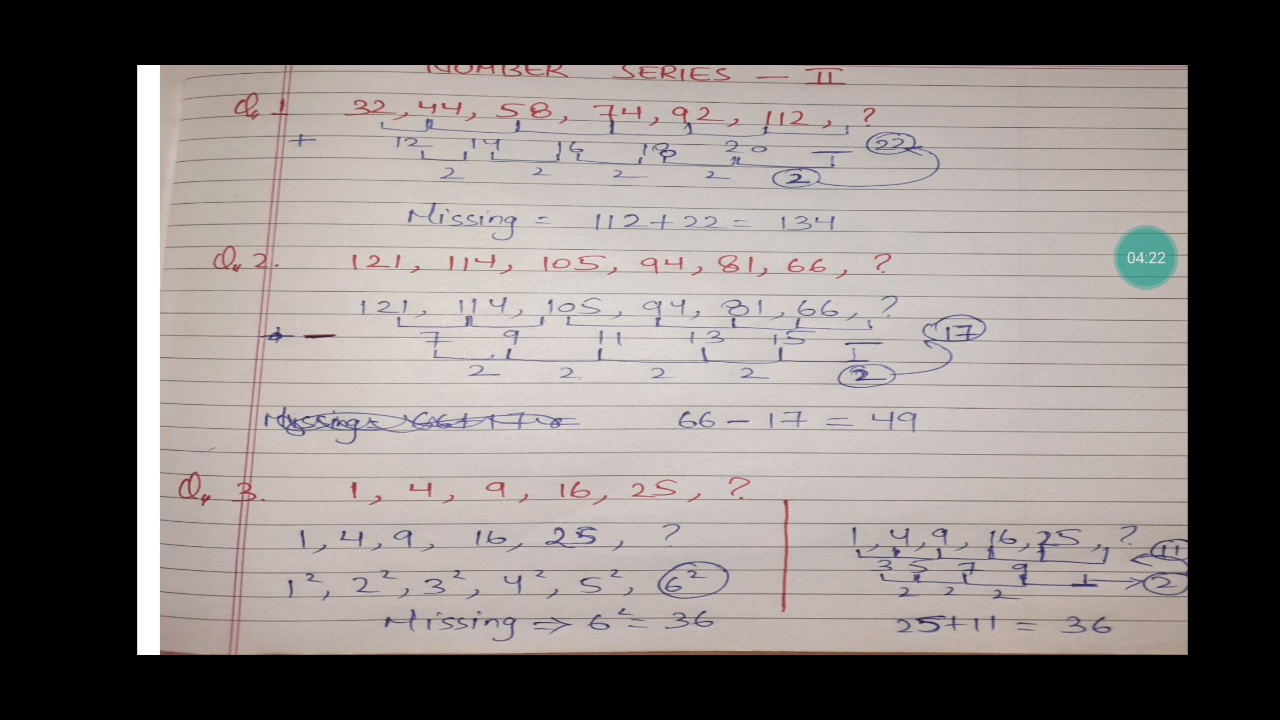 NUMBER SERIES - II
Q. 1 32, 44, 58, 74, 92, 112, ?
+ 12 14 16 18 20 22
2 2 2 2 2
Missing = 112 + 22 = 134
Q. 2. 121, 114, 105, 94, 81, 66, ?
121, 114, 105, 94, 81, 66, ?
- 7 9 11 13 15 17
2 2 2 2 2
Missing = 66 + 17 = 66 - 17 = 49
Q. 3. 1, 4, 9, 16, 25, ?
1, 4, 9, 16, 25, ?
1², 2², 3², 4², 5², 6²
Missing ⇒ 6² = 36
1, 4, 9, 16, 25, ?
3 5 7 9 11
2 2 2 2
25 + 11 = 36
04:22